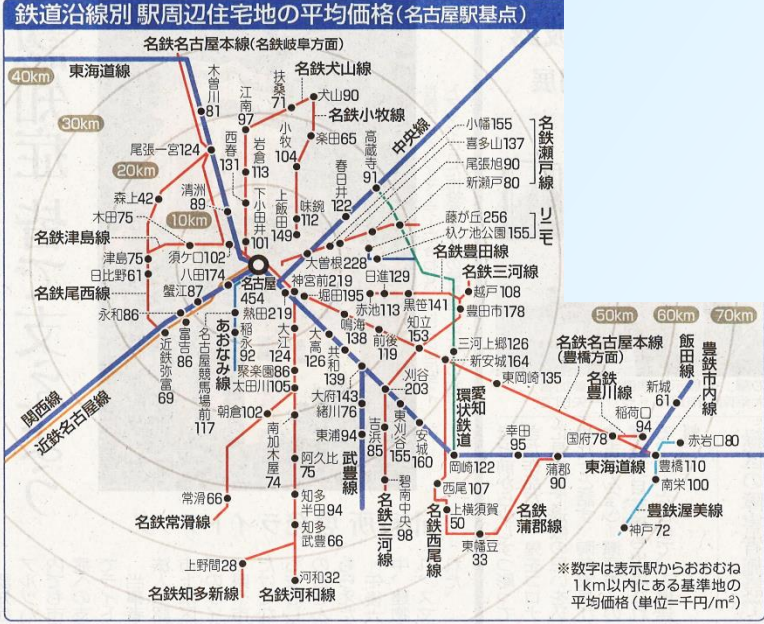 鉄道沿線別 駅周辺住宅地の平均価格(名古屋駅基点)
名鉄名古屋本線(名鉄岐阜方面)
東海道線
40km
30km
20km
10km
木曽川81
尾張一宮124
森上42
木田75
清洲89
名鉄津島線
須ケ口102
津島75
日比野61
八田174
名鉄尾西線
蟹江87
永和86
富吉86
近鉄弥富69
名古屋競馬場前117
関西線
近鉄名古屋線
江南97
西春131
岩倉113
下小田井101
扶桑71
名鉄犬山線
犬山90
名鉄小牧線
楽田65
小牧104
味鋺112
上飯田149
高蔵寺91
中央線
春日井122
小幡155
喜多山137
尾張旭90
新瀬戸80
名鉄瀬戸線
藤が丘256
杁ケ池公園155
リニモ
大曽根228
名古屋454
神宮前219
堀田195
熱田219
日進129
赤池113
黒笹141
名鉄豊田線
名鉄三河線
越戸108
豊田市178
あおなみ線
稲永92
大江124
聚楽園86
太田川105
朝倉102
南加木屋74
大高126
共和139
鳴海138
前後119
知立153
三河上郷126
新安城164
愛知環状鉄道
刈谷203
大府143
緒川76
東浦94
武豊線
吉浜85
東刈谷155
安城160
碧南中央98
名鉄三河線
阿久比75
知多半田94
知多武豊66
常滑66
名鉄常滑線
上野間28
名鉄知多新線
河和32
名鉄河和線
50km
60km
70km
名鉄名古屋本線(豊橋方面)
東岡崎135
名鉄豊川線
飯田線
豊鉄市内線
新城61
稲荷口94
国府78
赤岩口80
幸田95
岡崎122
蒲郡90
東海道線
豊橋110
南栄100
豊鉄渥美線
神戸72
西尾107
上横須賀50
名鉄西尾線
東幡豆33
名鉄蒲郡線
※数字は表示駅からおおむね
1km以内にある基準地の
平均価格(単位=千円/m²)